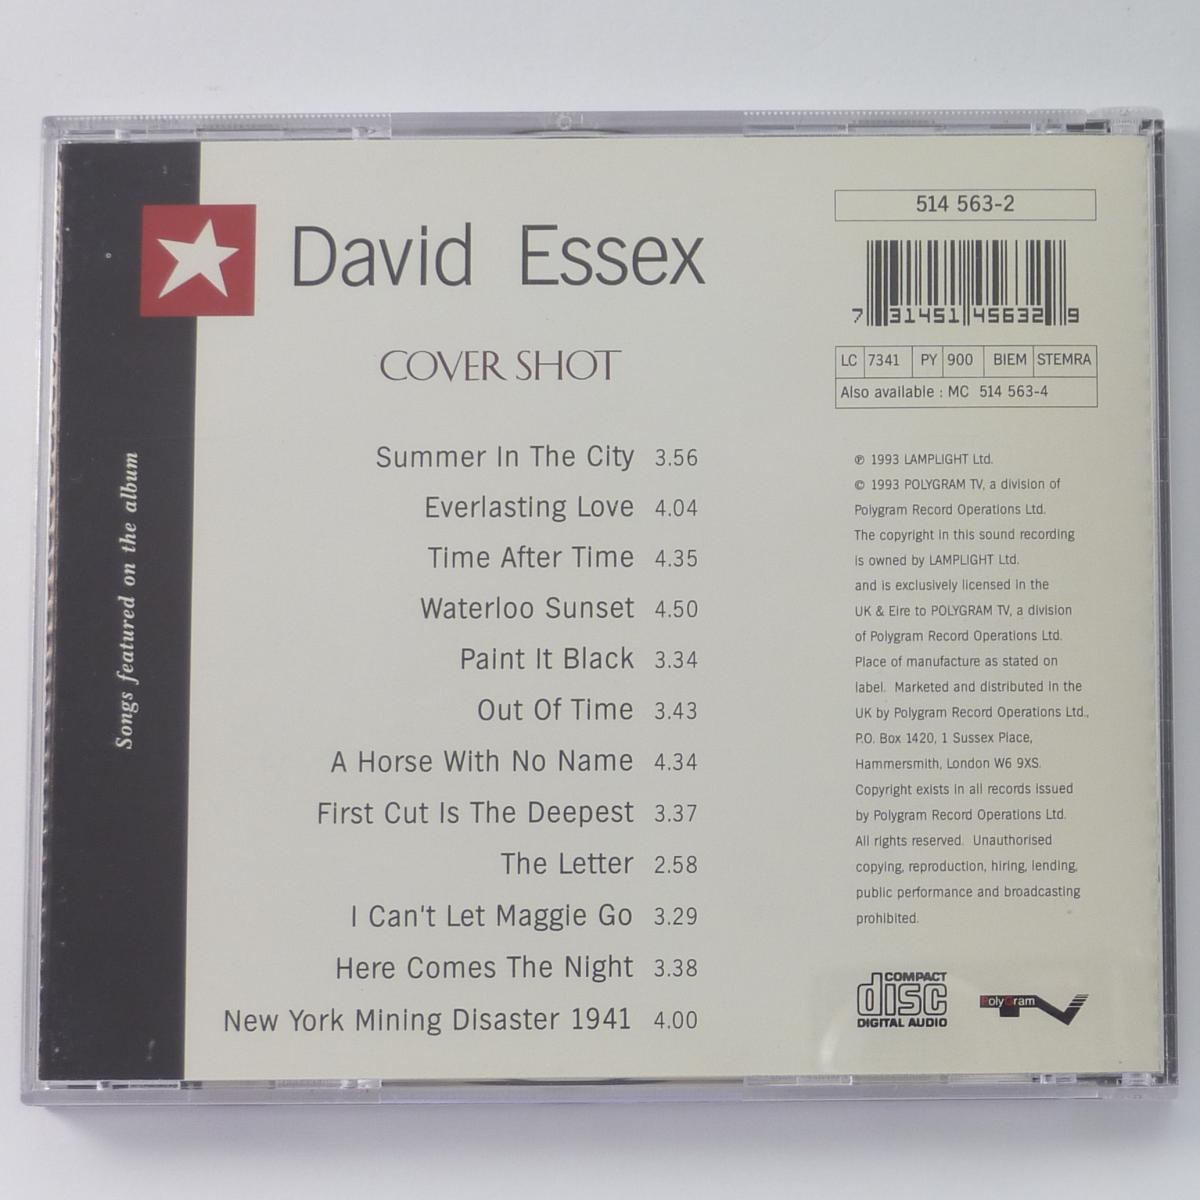 David Essex
COVER SHOT
Songs featured on the album
Summer In The City 3.56
Everlasting Love 4.04
Time After Time 4.35
Waterloo Sunset 4.50
Paint It Black 3.34
Out Of Time 3.43
A Horse With No Name 4.34
First Cut Is The Deepest 3.37
The Letter 2.58
I Can't Let Maggie Go 3.29
Here Comes The Night 3.38
New York Mining Disaster 1941 4.00
514 563-2
7 31451 45632 9
LC 7341 PY 900 BIEM STEMRA
Also available : MC 514 563-4
℗ 1993 LAMPLIGHT Ltd.
© 1993 POLYGRAM TV, a division of
Polygram Record Operations Ltd.
The copyright in this sound recording
is owned by LAMPLIGHT Ltd.
and is exclusively licensed in the
UK & Eire to POLYGRAM TV, a division
of Polygram Record Operations Ltd.
Place of manufacture as stated on
label. Marketed and distributed in the
UK by Polygram Record Operations Ltd.,
P.O. Box 1420, 1 Sussex Place,
Hammersmith, London W6 9XS.
Copyright exists in all records issued
by Polygram Record Operations Ltd.
All rights reserved. Unauthorised
copying, reproduction, hiring, lending,
public performance and broadcasting
prohibited.
COMPACT
disc
DIGITAL AUDIO
PolyGram
TV